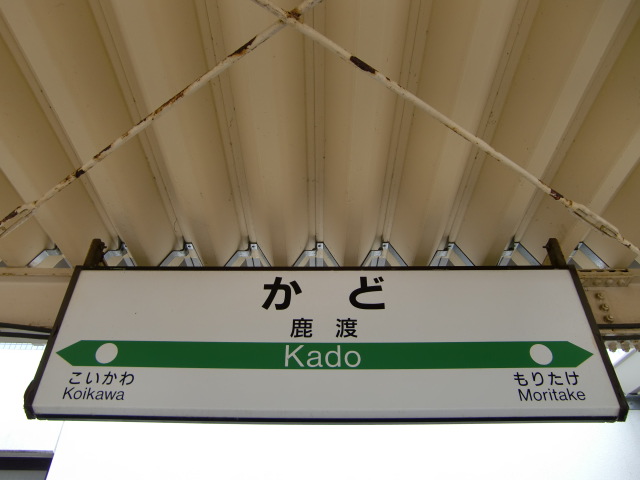 かど
鹿渡
Kado
こいかわ
Koikawa
もりたけ
Moritake